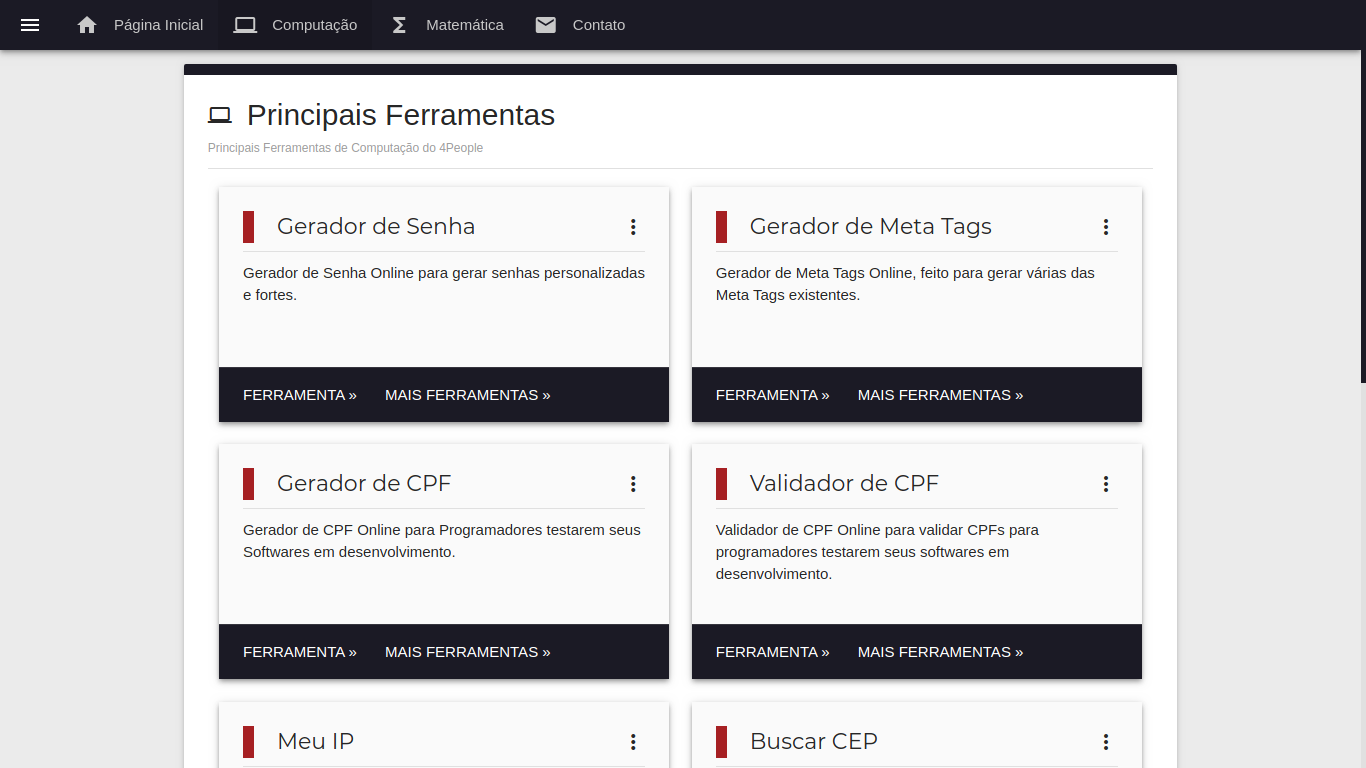 Página Inicial
Computação
Matemática
Contato
Principais Ferramentas
Principais Ferramentas de Computação do 4People
Gerador de Senha
Gerador de Senha Online para gerar senhas personalizadas
e fortes.
FERRAMENTA »
MAIS FERRAMENTAS »
Gerador de Meta Tags
Gerador de Meta Tags Online, feito para gerar várias das
Meta Tags existentes.
FERRAMENTA »
MAIS FERRAMENTAS »
Gerador de CPF
Gerador de CPF Online para Programadores testarem seus
Softwares em desenvolvimento.
FERRAMENTA »
MAIS FERRAMENTAS »
Validador de CPF
Validador de CPF Online para validar CPFs para
programadores testarem seus softwares em
desenvolvimento.
FERRAMENTA »
MAIS FERRAMENTAS »
Meu IP
Buscar CEP